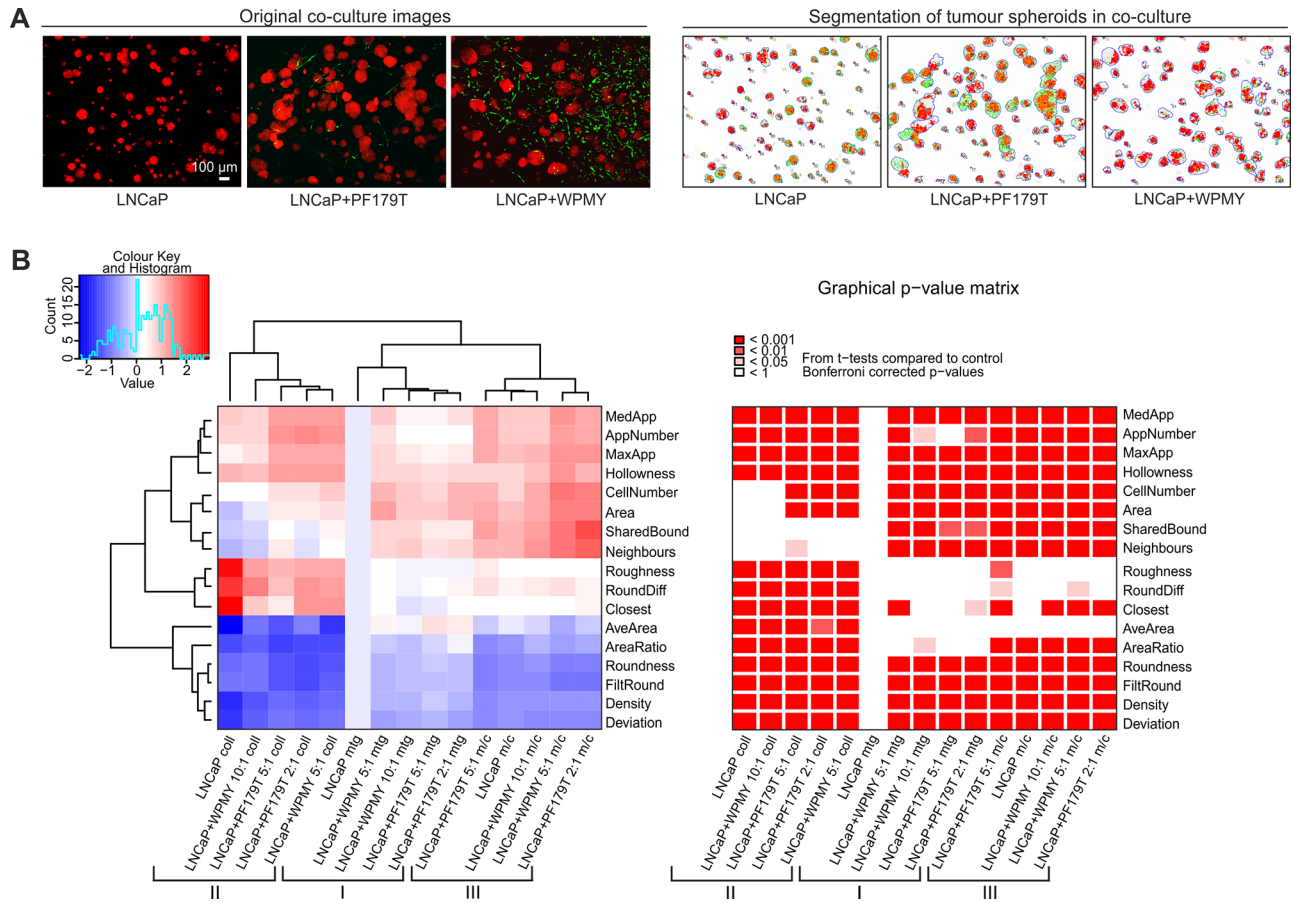 A
Original co-culture images
Segmentation of tumour spheroids in co-culture
100 µm
LNCaP
LNCaP+PF179T
LNCaP+WPMY
LNCaP
LNCaP+PF179T
LNCaP+WPMY
B
Colour Key
and Histogram
Count
0 5 10 15 20
−2 −1 0 1 2
Value
Graphical p−value matrix
< 0.001
< 0.01
< 0.05
< 1
From t−tests compared to control
Bonferroni corrected p−values
MedApp
AppNumber
MaxApp
Hollowness
CellNumber
Area
SharedBound
Neighbours
Roughness
RoundDiff
Closest
AveArea
AreaRatio
Roundness
FiltRound
Density
Deviation
LNCaP coll
LNCaP+WPMY 10:1 coll
LNCaP+PF179T 5:1 coll
LNCaP+PF179T 2:1 coll
LNCaP+WPMY 5:1 coll
LNCaP mtg
LNCaP+WPMY 5:1 mtg
LNCaP+WPMY 10:1 mtg
LNCaP+PF179T 5:1 mtg
LNCaP+PF179T 2:1 mtg
LNCaP+PF179T 5:1 m/c
LNCaP m/c
LNCaP+WPMY 10:1 m/c
LNCaP+WPMY 5:1 m/c
LNCaP+PF179T 2:1 m/c
II
I
III
MedApp
AppNumber
MaxApp
Hollowness
CellNumber
Area
SharedBound
Neighbours
Roughness
RoundDiff
Closest
AveArea
AreaRatio
Roundness
FiltRound
Density
Deviation
LNCaP coll
LNCaP+WPMY 10:1 coll
LNCaP+PF179T 5:1 coll
LNCaP+PF179T 2:1 coll
LNCaP+WPMY 5:1 coll
LNCaP mtg
LNCaP+WPMY 5:1 mtg
LNCaP+WPMY 10:1 mtg
LNCaP+PF179T 5:1 mtg
LNCaP+PF179T 2:1 mtg
LNCaP+PF179T 5:1 m/c
LNCaP m/c
LNCaP+WPMY 10:1 m/c
LNCaP+WPMY 5:1 m/c
LNCaP+PF179T 2:1 m/c
II
I
III